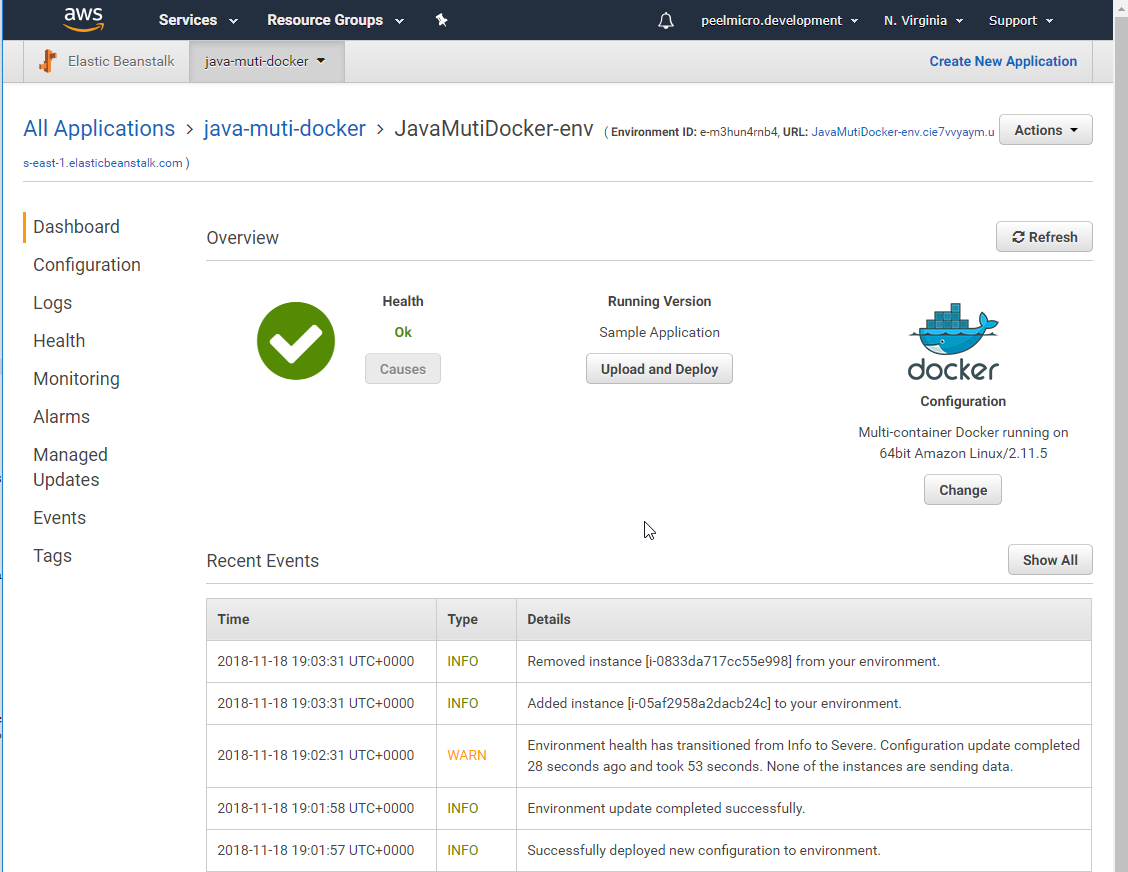 aws Services Resource Groups peelmicro.development N. Virginia Support
Elastic Beanstalk java-muti-docker Create New Application
All Applications > java-muti-docker > JavaMutiDocker-env ( Environment ID: e-m3hun4rnb4, URL: JavaMutiDocker-env.cie7vvyaym.u Actions
s-east-1.elasticbeanstalk.com )
Dashboard
Configuration
Logs
Health
Monitoring
Alarms
Managed
Updates
Events
Tags
Overview
Refresh
Health
Ok
Causes
Running Version
Sample Application
Upload and Deploy
docker
Configuration
Multi-container Docker running on
64bit Amazon Linux/2.11.5
Change
Recent Events
Show All
Time Type Details
2018-11-18 19:03:31 UTC+0000 INFO Removed instance [i-0833da717cc55e998] from your environment.
2018-11-18 19:03:31 UTC+0000 INFO Added instance [i-05af2958a2dacb24c] to your environment.
2018-11-18 19:02:31 UTC+0000 WARN Environment health has transitioned from Info to Severe. Configuration update completed
28 seconds ago and took 53 seconds. None of the instances are sending data.
2018-11-18 19:01:58 UTC+0000 INFO Environment update completed successfully.
2018-11-18 19:01:57 UTC+0000 INFO Successfully deployed new configuration to environment.